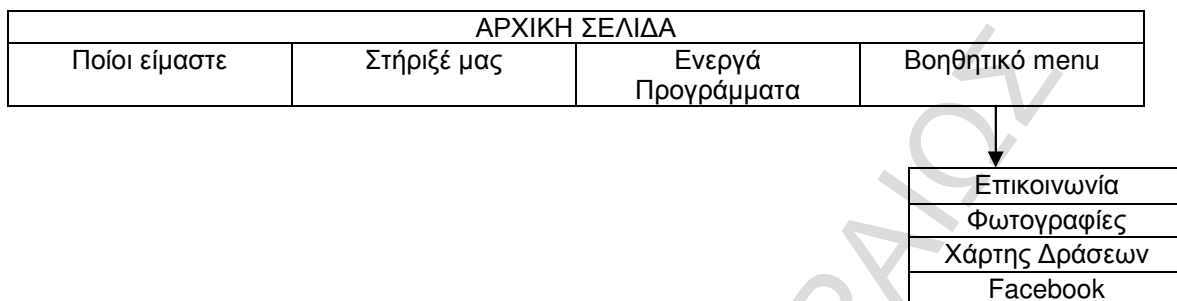 ΑΡΧΙΚΗ ΣΕΛΙΔΑ
Ποίοι είμαστε
Στήριξέ μας
Ενεργά
Προγράμματα
Βοηθητικό menu
Επικοινωνία
Φωτογραφίες
Χάρτης Δράσεων
Facebook